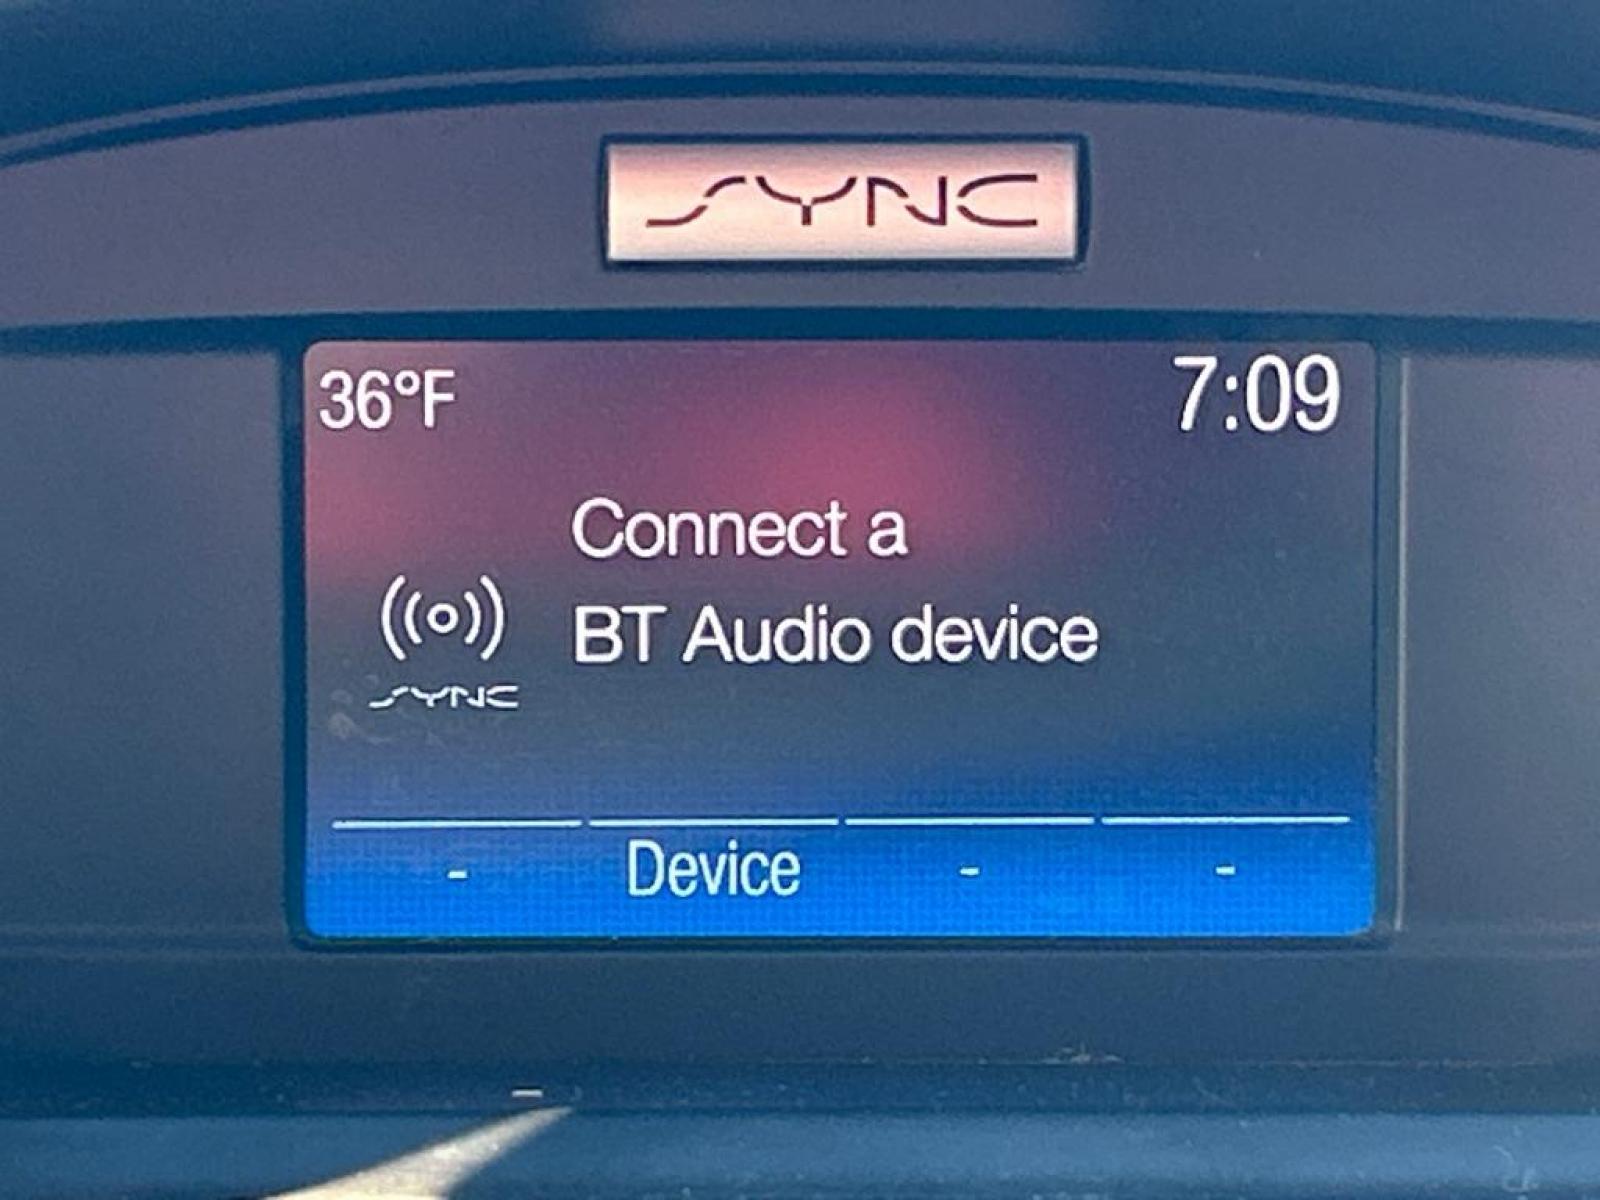 SYNC
36°F 7:09
Connect a
BT Audio device
SYNC
- Device - -